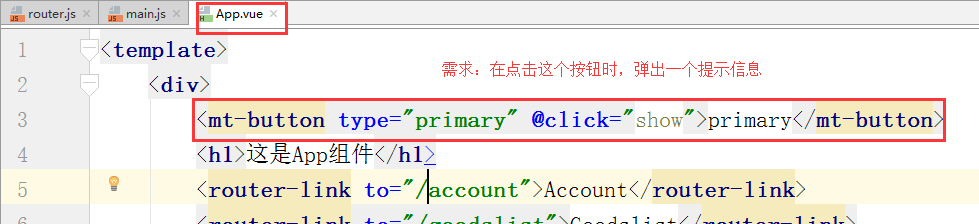 router.js × main.js × App.vue ×
1 <template>
需求：在点击这个按钮时，弹出一个提示信息
2 <div>
3 <mt-button type="primary" @click="show">primary</mt-button>
4 <h1>这是App组件</h1>
5 <router-link to="/account">Account</router-link>
<router-link to="/goodslist">Goodslist</router-link>